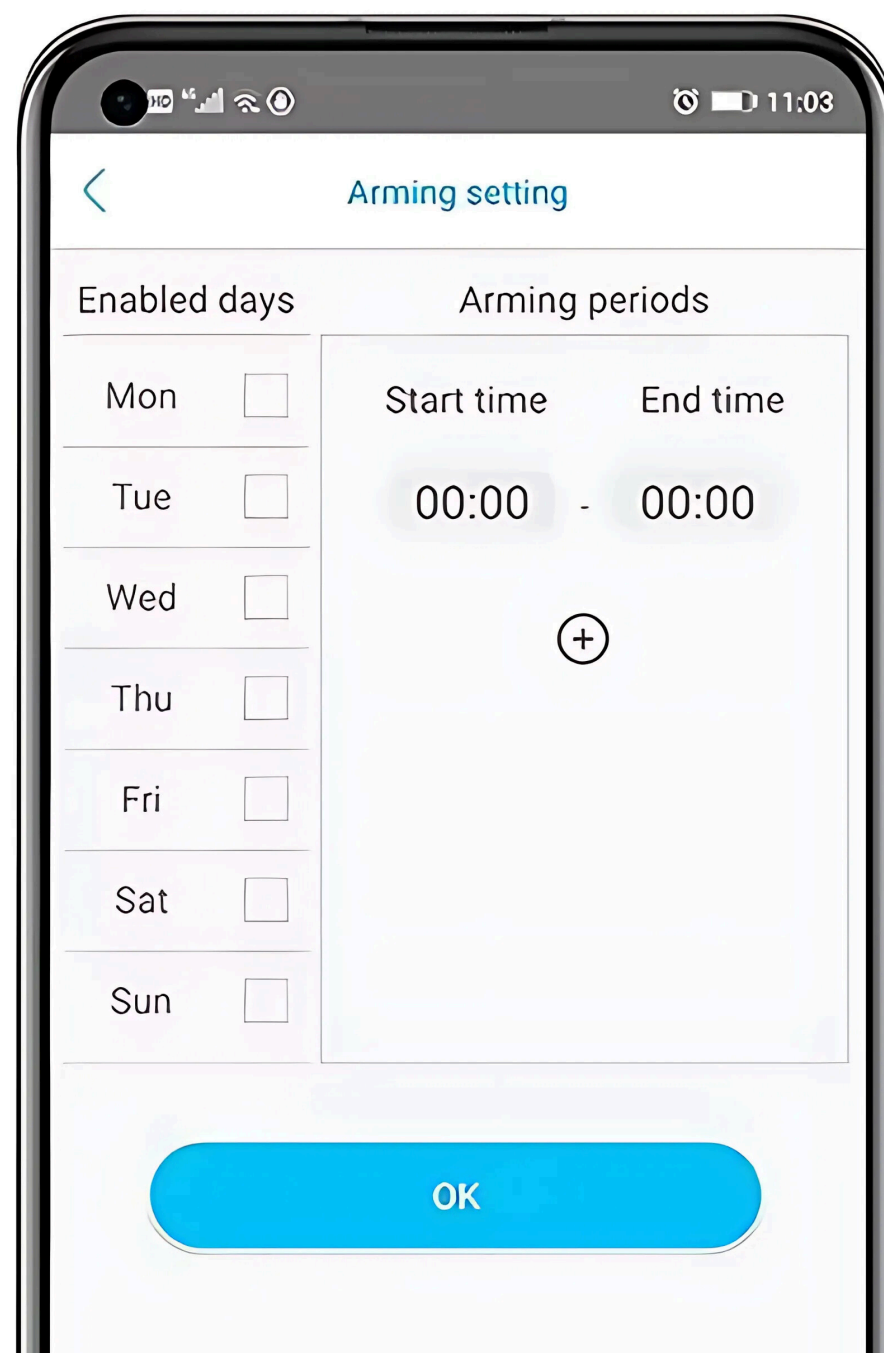 11:03
Arming setting
Enabled days
Arming periods
Mon
Start time
End time
Tue
00:00 - 00:00
Wed
Thu
Fri
Sat
Sun
OK